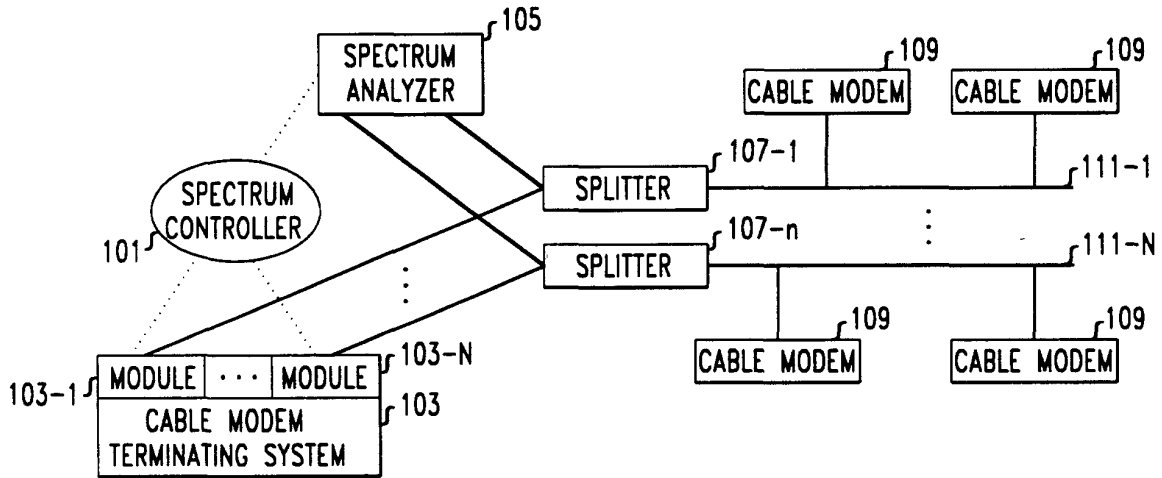 105
SPECTRUM
ANALYZER
109
CABLE MODEM
109
CABLE MODEM
107-1
SPLITTER
111-1
SPECTRUM
CONTROLLER
101
107-n
SPLITTER
111-N
109
CABLE MODEM
109
CABLE MODEM
103-1
MODULE
MODULE
103-N
103
CABLE MODEM
TERMINATING SYSTEM